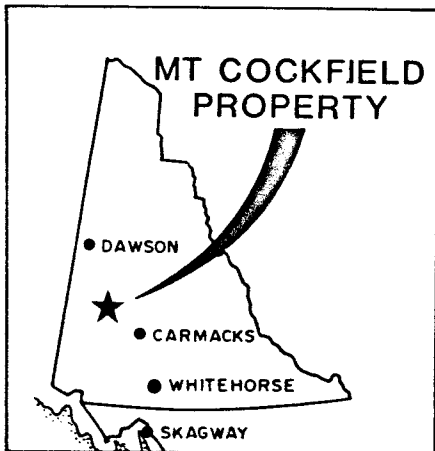 MT COCKFIELD
PROPERTY
DAWSON
CARMACKS
WHITEHORSE
SKAGWAY